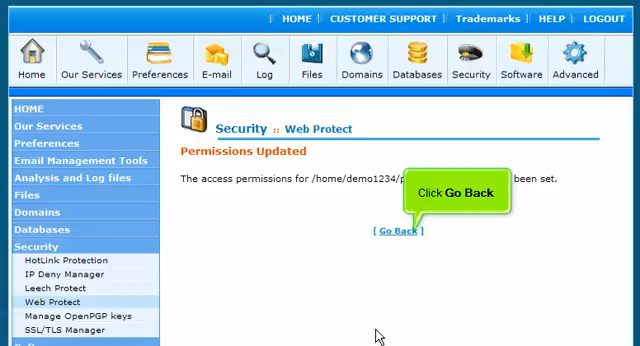 HOME | CUSTOMER SUPPORT | Trademarks | HELP | LOGOUT
Home Our Services Preferences E-mail Log Files Domains Databases Security Software Advanced
HOME
Our Services
Preferences
Email Management Tools
Analysis and Log files
Files
Domains
Databases
Security
HotLink Protection
IP Deny Manager
Leech Protect
Web Protect
Manage OpenPGP keys
SSL/TLS Manager
Security :: Web Protect
Permissions Updated
The access permissions for /home/demo1234/ been set.
Click Go Back
[ Go Back ]